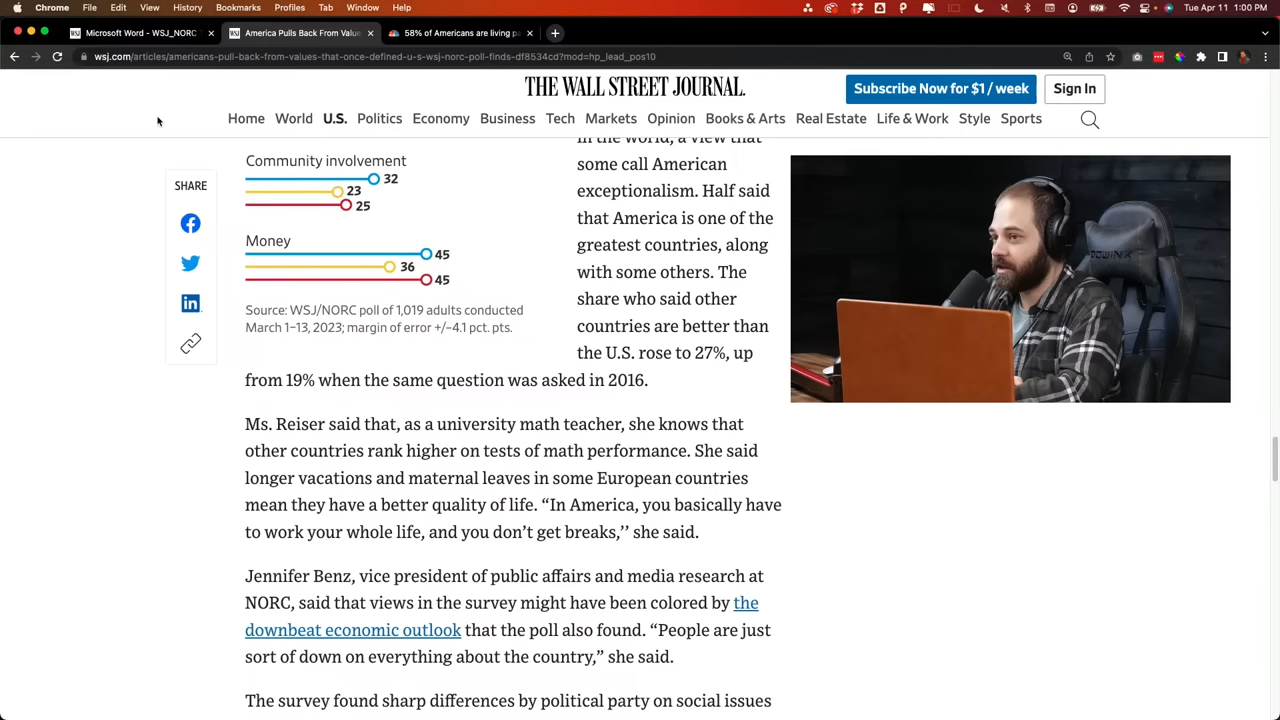 Chrome File Edit View History Bookmarks Profiles Tab Window Help Tue Apr 11 1:00 PM
Microsoft Word - WSJ_NORC America Pulls Back From Value 58% of Americans are living pa
wsj.com/articles/americans-pull-back-from-values-that-once-defined-u-s-wsj-norc-poll-finds-df8534cd?mod=hp_lead_pos10
THE WALL STREET JOURNAL.
Subscribe Now for $1 / week Sign In
Home World U.S. Politics Economy Business Tech Markets Opinion Books & Arts Real Estate Life & Work Style Sports
SHARE
Community involvement
32
23
25
Money
45
36
45
Source: WSJ/NORC poll of 1,019 adults conducted
March 1–13, 2023; margin of error +/–4.1 pct. pts.
in the world, a view that
some call American
exceptionalism. Half said
that America is one of the
greatest countries, along
with some others. The
share who said other
countries are better than
the U.S. rose to 27%, up
from 19% when the same question was asked in 2016.
Ms. Reiser said that, as a university math teacher, she knows that
other countries rank higher on tests of math performance. She said
longer vacations and maternal leaves in some European countries
mean they have a better quality of life. “In America, you basically have
to work your whole life, and you don’t get breaks,’’ she said.
Jennifer Benz, vice president of public affairs and media research at
NORC, said that views in the survey might have been colored by the
downbeat economic outlook that the poll also found. “People are just
sort of down on everything about the country,” she said.
The survey found sharp differences by political party on social issues
POWINX